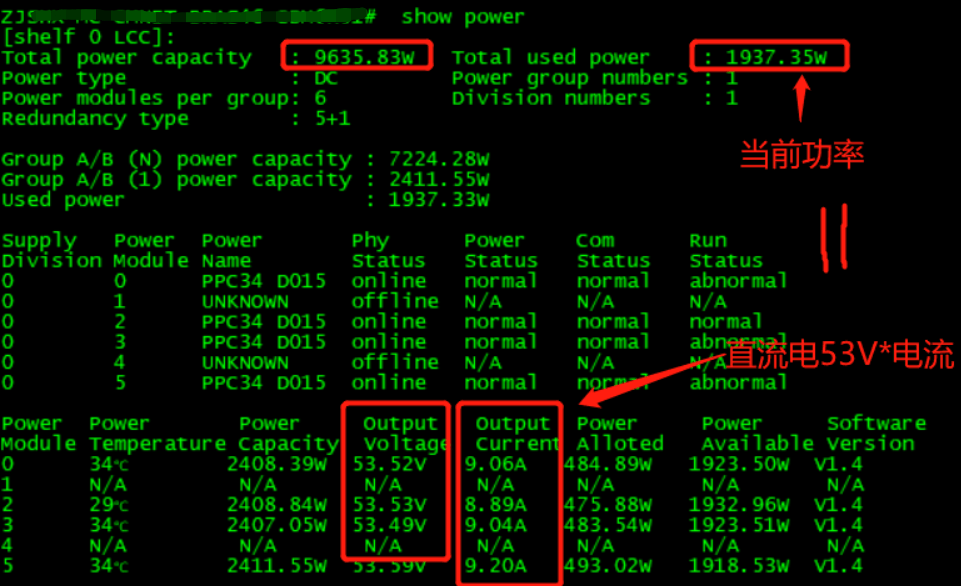 show power
[shelf 0 LCC]:
Total power capacity : 9635.83W Total used power : 1937.35W
Power type : DC Power group numbers : 1
Power modules per group: 6 Division numbers : 1
Redundancy type : 5+1
当前功率
Group A/B (N) power capacity : 7224.28W
Group A/B (1) power capacity : 2411.55W
Used power : 1937.33W
Supply Power Power Phy Power Com Run
Division Module Name Status Status Status Status
0 0 PPC34 D015 online normal normal abnormal
0 1 UNKNOWN offline N/A N/A N/A
0 2 PPC34 D015 online normal normal normal
0 3 PPC34 D015 online normal normal abnormal
0 4 UNKNOWN offline N/A N/A N/A
直流电53V*电流
0 5 PPC34 D015 online normal normal abnormal
Power Power Power Output Output Power Power Software
Module Temperature Capacity Voltage Current Alloted Available Version
0 34℃ 2408.39W 53.52V 9.06A 484.89W 1923.50W V1.4
1 N/A N/A N/A N/A N/A N/A N/A
2 29℃ 2408.84W 53.53V 8.89A 475.88W 1932.96W V1.4
3 34℃ 2407.05W 53.49V 9.04A 483.54W 1923.51W V1.4
4 N/A N/A N/A N/A N/A N/A N/A
5 34℃ 2411.55W 53.59V 9.20A 493.02W 1918.53W V1.4